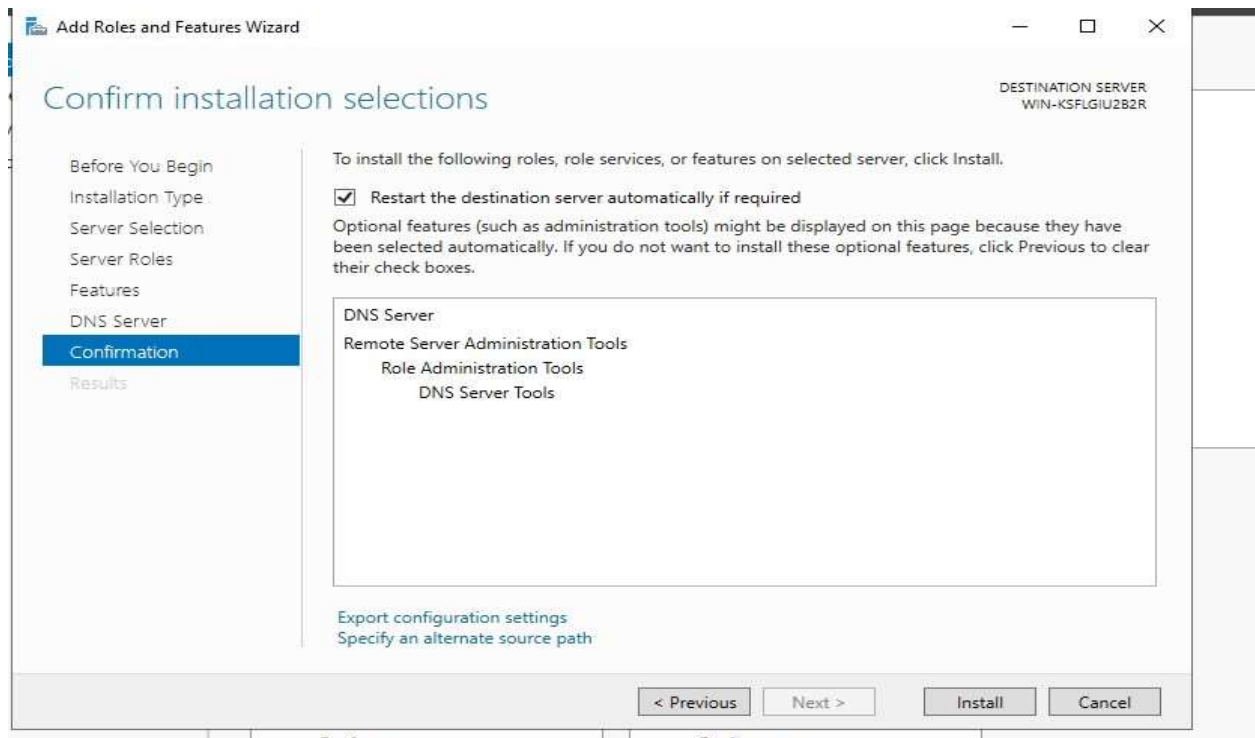 Add Roles and Features Wizard
Confirm installation selections
DESTINATION SERVER
WIN-KSFLGIU2B2R
Before You Begin
Installation Type
Server Selection
Server Roles
Features
DNS Server
Confirmation
Results
To install the following roles, role services, or features on selected server, click Install.
Restart the destination server automatically if required
Optional features (such as administration tools) might be displayed on this page because they have
been selected automatically. If you do not want to install these optional features, click Previous to clear
their check boxes.
DNS Server
Remote Server Administration Tools
Role Administration Tools
DNS Server Tools
Export configuration settings
Specify an alternate source path
< Previous
Next >
Install
Cancel